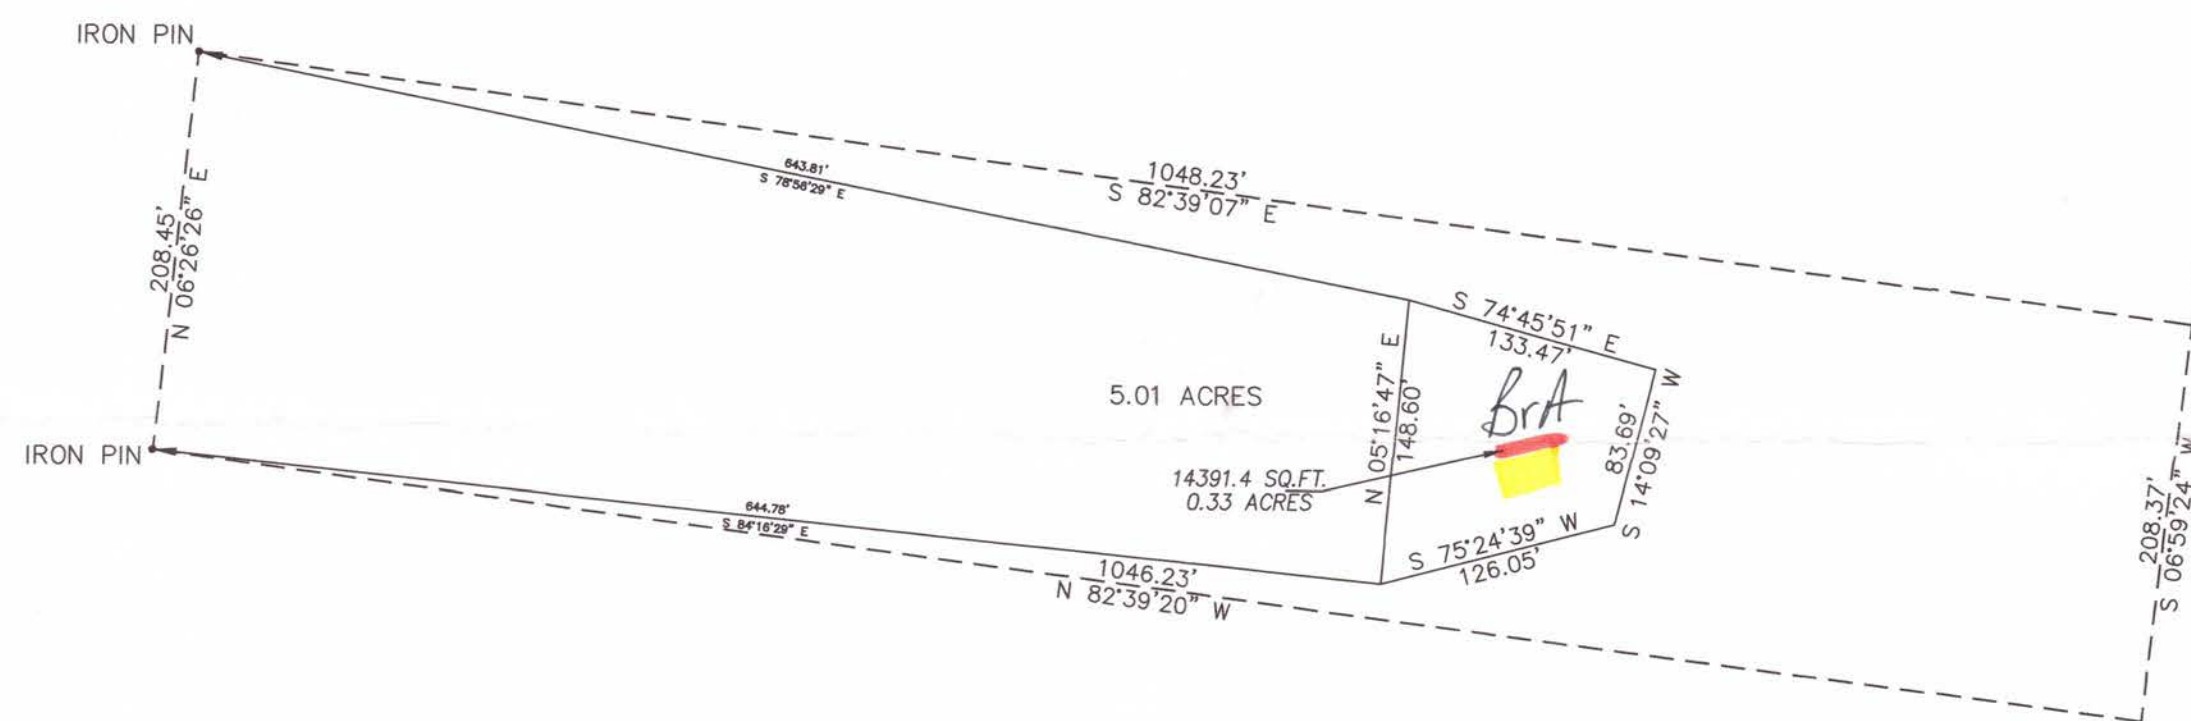 IRON PIN
208.45'
N 06°26'26" E
IRON PIN
643.81'
S 78°56'29" E
1048.23'
S 82°39'07" E
5.01 ACRES
N 05°16'47" E
148.60'
S 74°45'51" E
133.47'
BrA
14391.4 SQ.FT.
0.33 ACRES
83.69'
S 14°09'27" W
S 75°24'39" W
126.05'
644.78'
S 84°16'29" E
1046.23'
N 82°39'20" W
208.37'
S 06°59'24" W